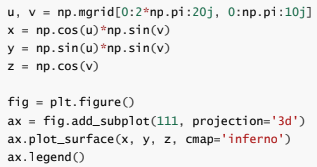 u, v = np.mgrid[0:2*np.pi:20j, 0:np.pi:10j]
x = np.cos(u)*np.sin(v)
y = np.sin(u)*np.sin(v)
z = np.cos(v)

fig = plt.figure()
ax = fig.add_subplot(111, projection='3d')
ax.plot_surface(x, y, z, cmap='inferno')
ax.legend()